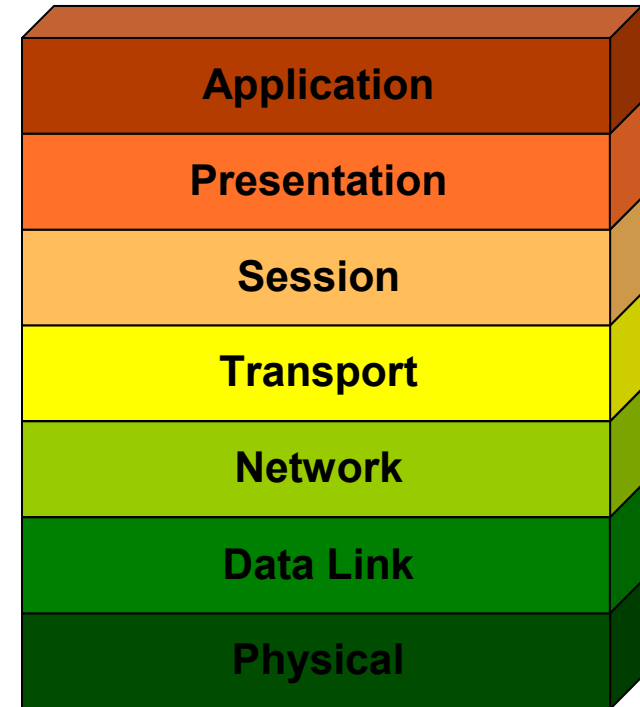 Application
Presentation
Session
Transport
Network
Data Link
Physical